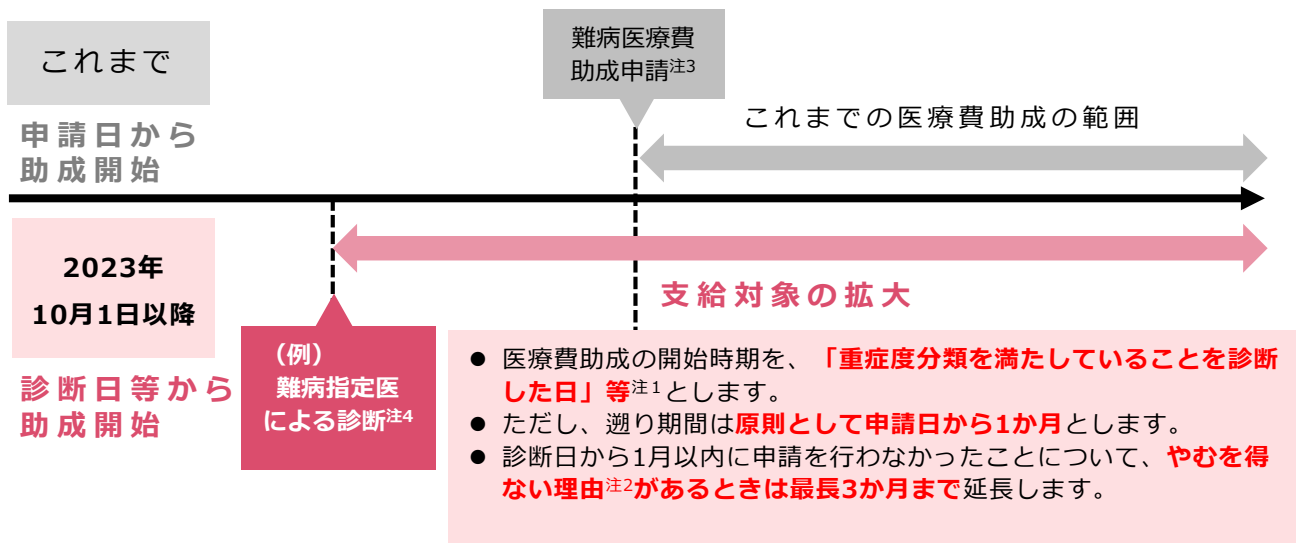 これまで
申請日から
助成開始
難病医療費
助成申請注3
これまでの医療費助成の範囲
2023年
10月1日以降
診断日等から
助成開始
（例）
難病指定医
による診断注4
支給対象の拡大
● 医療費助成の開始時期を、「重症度分類を満たしていることを診断
した日」等注1とします。
● ただし、遡り期間は原則として申請日から1か月とします。
● 診断日から1月以内に申請を行わなかったことについて、やむを得
ない理由注2があるときは最長3か月まで延長します。